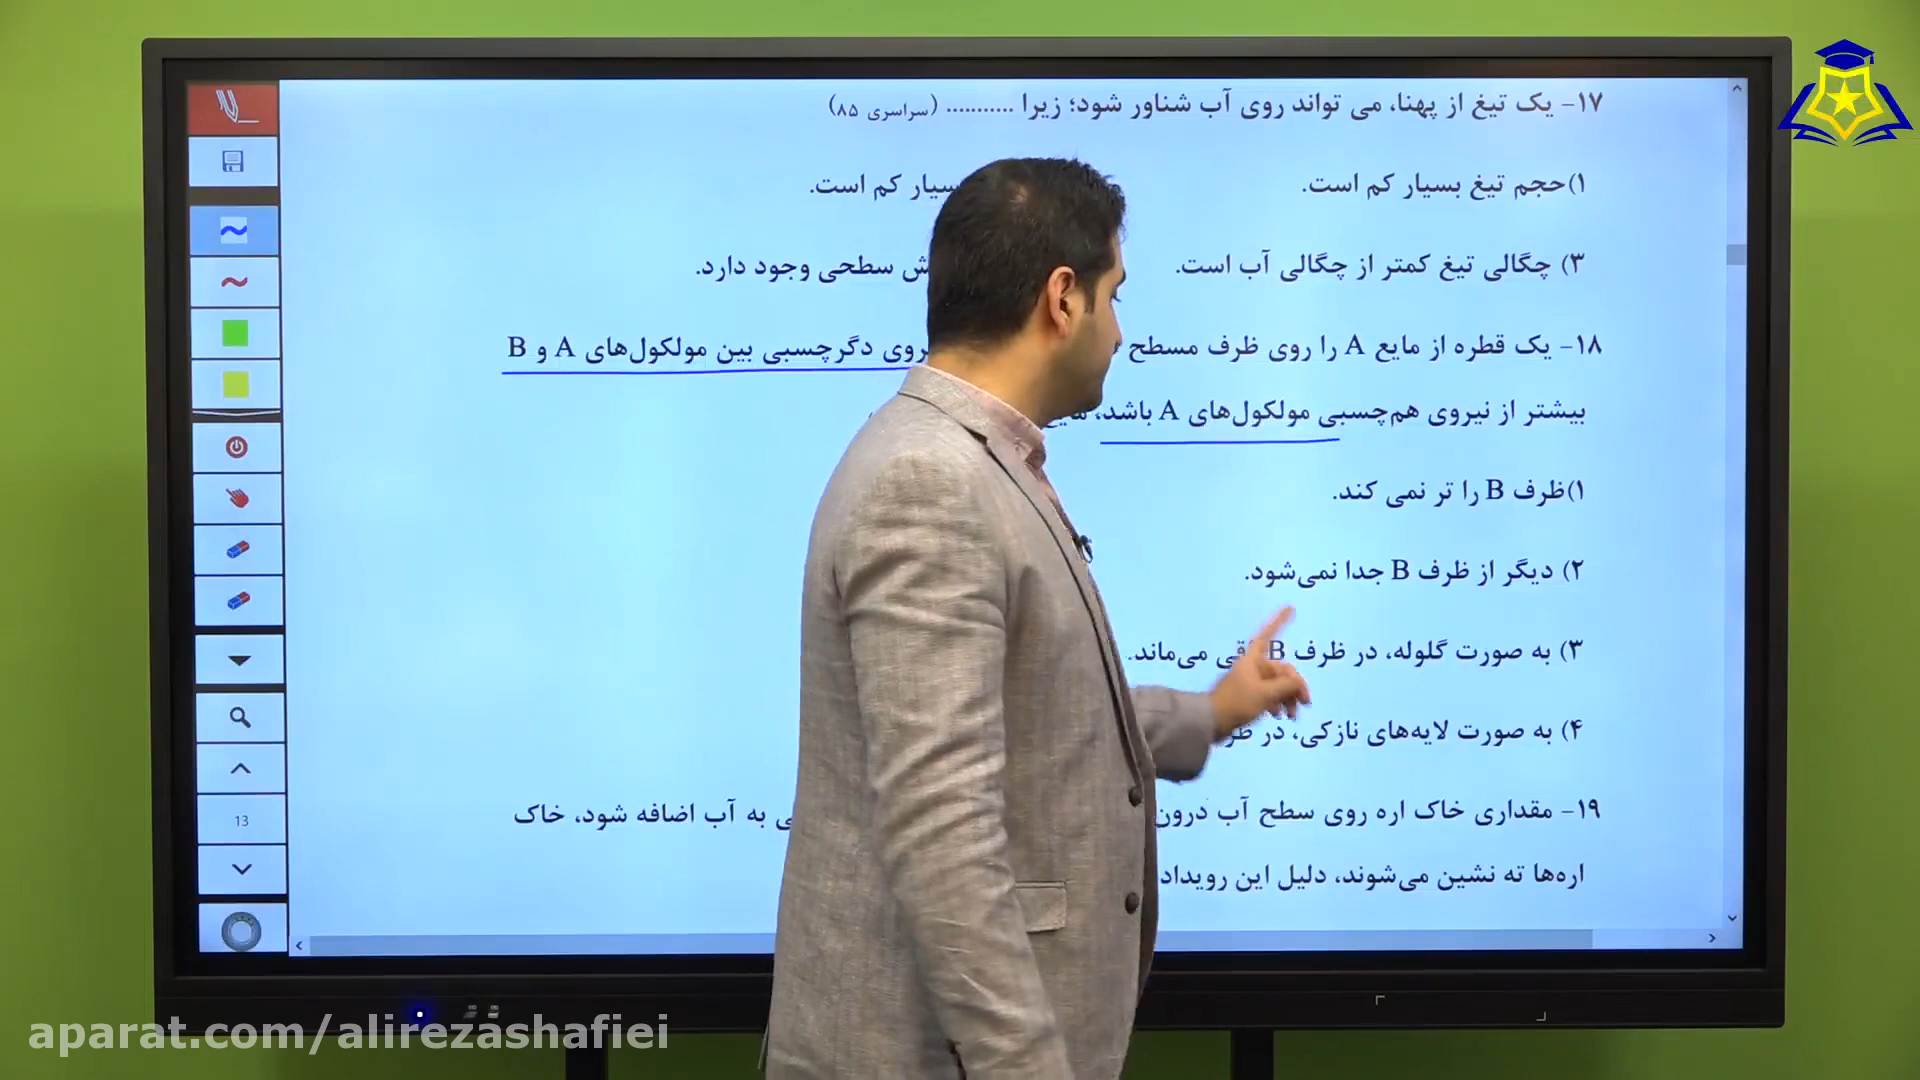 ۱۷- یک تیغ از پهنا، می تواند روی آب شناور شود؛ زیرا ........... (سراسری ۸۵)
۱)حجم تیغ بسیار کم است. بسیار کم است.
۳) چگالی تیغ کمتر از چگالی آب است. سطحی وجود دارد.
۱۸- یک قطره از مایع A را روی ظرف مسطح نیروی دگرچسبی بین مولکول‌های A و B
بیشتر از نیروی هم‌چسبی مولکول‌های A باشد، مایع
۱)ظرف B را تر نمی کند.
۲) دیگر از ظرف B جدا نمی‌شود.
۳) به صورت گلوله، در ظرف B باقی می‌ماند.
۴) به صورت لایه‌های نازکی، در ظرف
۱۹- مقداری خاک اره روی سطح آب درون به آب اضافه شود، خاک
اره‌ها ته نشین می‌شوند، دلیل این رویداد
13
aparat.com/alirezashafiei